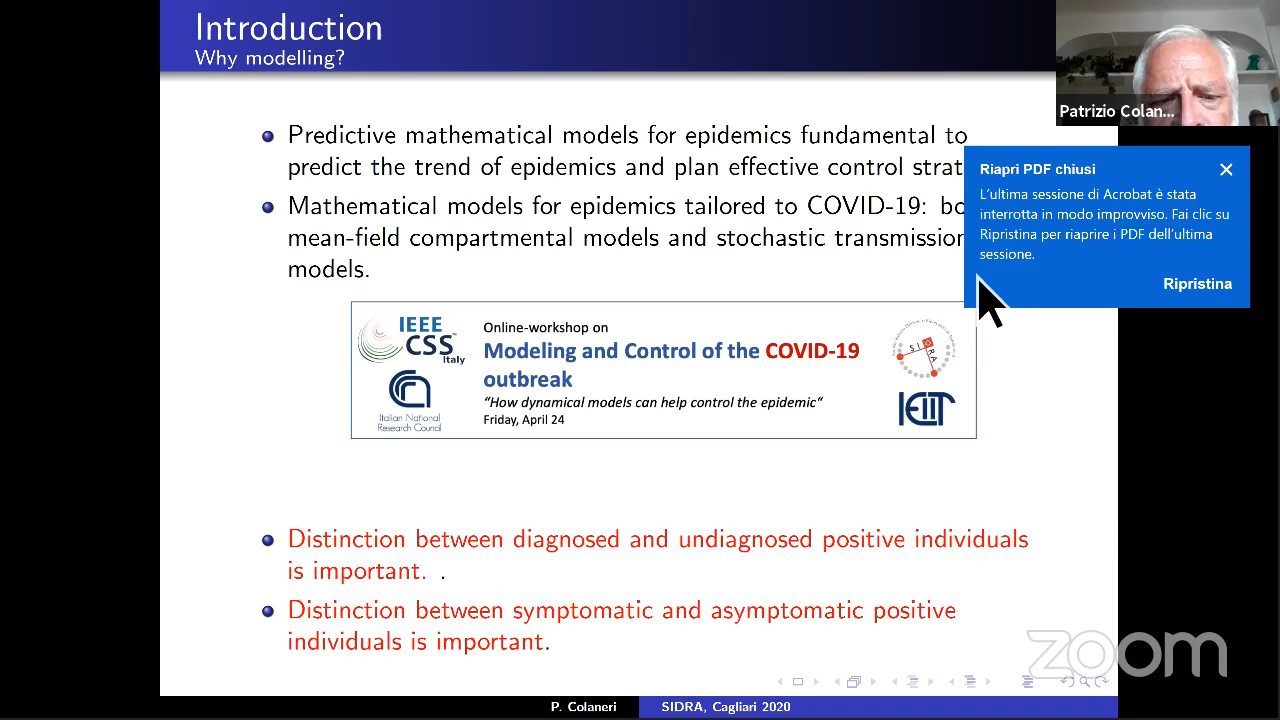 Introduction
Why modelling?
Patrizio Colan...
Predictive mathematical models for epidemics fundamental to
predict the trend of epidemics and plan effective control strat
Mathematical models for epidemics tailored to COVID-19: bo
mean-field compartmental models and stochastic transmission
models.
Riapri PDF chiusi
L'ultima sessione di Acrobat è stata
interrotta in modo improvviso. Fai clic su
Ripristina per riaprire i PDF dell'ultima
sessione.
Ripristina
IEEE
CSS
Italy
Italian National
Research Council
Online-workshop on
Modeling and Control of the COVID-19
outbreak
“How dynamical models can help control the epidemic”
Friday, April 24
SIDRA
IEIIT
Distinction between diagnosed and undiagnosed positive individuals
is important. .
Distinction between symptomatic and asymptomatic positive
individuals is important.
zoom
P. Colaneri
SIDRA, Cagliari 2020